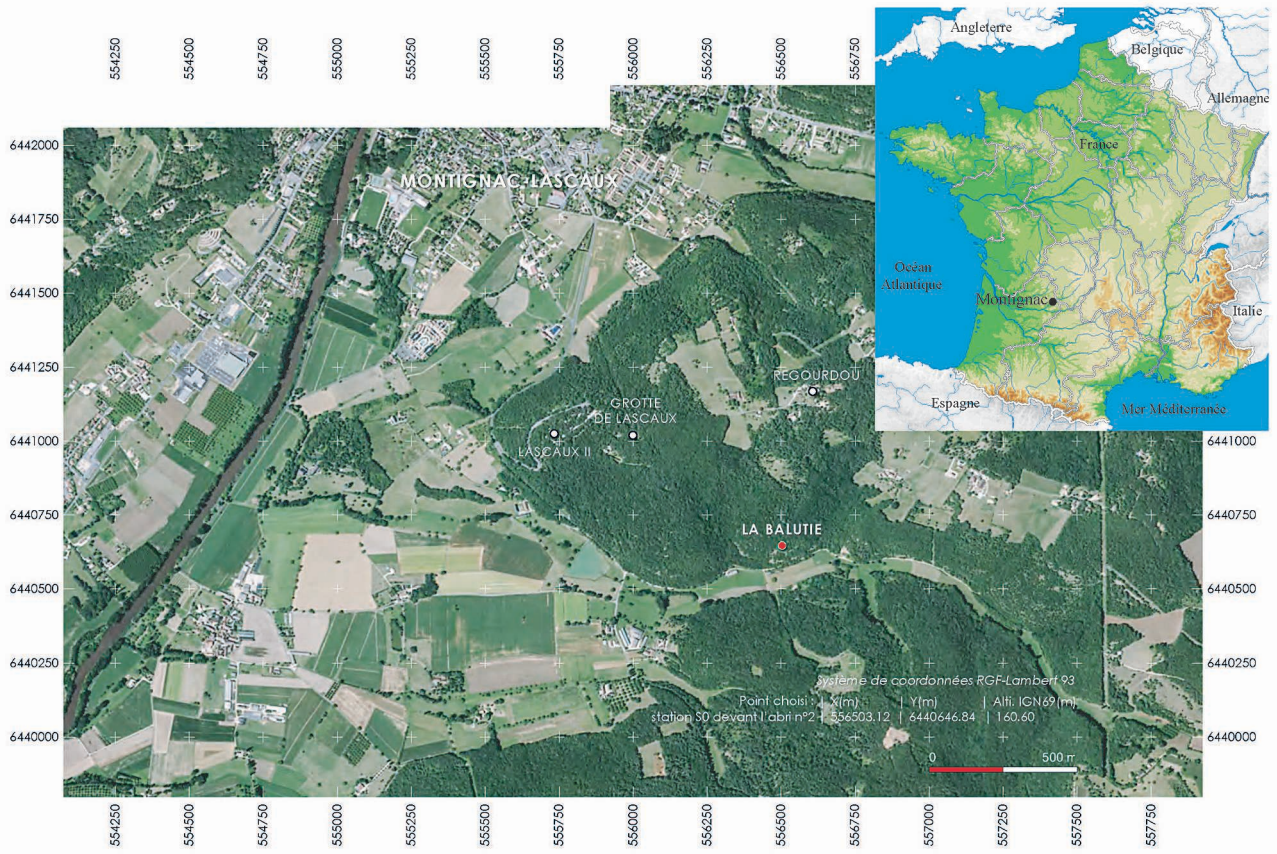 554250
554500
554750
555000
555250
555500
555750
556000
556250
556500
556750
Angleterre
Belgique
Allemagne
France
Océan
Atlantique
Montignac
Italie
Espagne
Mer Méditerranée
6442000
6441750
6441500
6441250
6441000
6440750
6440500
6440250
6440000
MONTIGNAC-LASCAUX
REGOURDOU
GROTTE
DE LASCAUX
LASCAUX II
LA BALUTIE
6441000
6440750
6440500
6440250
6440000
Système de coordonnées RGF-Lambert 93
Point choisi : | X(m) | Y(m) | Alti. IGN69(m)
station S0 devant l'abri n°2 | 556503.12 | 6440646.84 | 160.60
0 500 m
554250
554500
554750
555000
555250
555500
555750
556000
556250
556500
556750
557000
557250
557500
557750